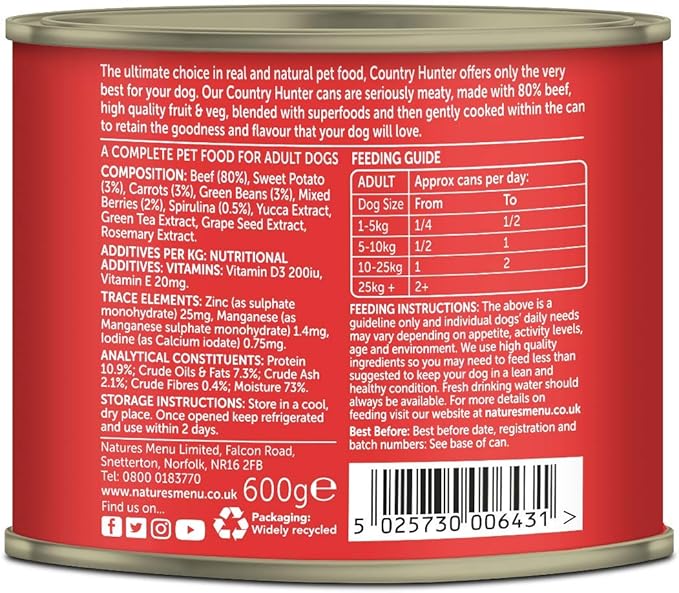 The ultimate choice in real and natural pet food, Country Hunter offers only the very
best for your dog. Our Country Hunter cans are seriously meaty, made with 80% beef,
high quality fruit & veg, blended with superfoods and then gently cooked within the can
to retain the goodness and flavour that your dog will love.
A COMPLETE PET FOOD FOR ADULT DOGS
COMPOSITION: Beef (80%), Sweet Potato
(3%), Carrots (3%), Green Beans (3%), Mixed
Berries (2%), Spirulina (0.5%), Yucca Extract,
Green Tea Extract, Grape Seed Extract,
Rosemary Extract.
ADDITIVES PER KG: NUTRITIONAL
ADDITIVES: VITAMINS: Vitamin D3 200iu,
Vitamin E 20mg.
TRACE ELEMENTS: Zinc (as sulphate
monohydrate) 25mg, Manganese (as
Manganese sulphate monohydrate) 1.4mg,
Iodine (as Calcium iodate) 0.75mg.
ANALYTICAL CONSTITUENTS: Protein
10.9%; Crude Oils & Fats 7.3%; Crude Ash
2.1%; Crude Fibres 0.4%; Moisture 73%.
STORAGE INSTRUCTIONS: Store in a cool,
dry place. Once opened keep refrigerated
and use within 2 days.
Natures Menu Limited, Falcon Road,
Snetterton, Norfolk, NR16 2FB
Tel: 0800 0183770
www.naturesmenu.co.uk
600g e
Find us on...
Packaging:
Widely recycled
FEEDING GUIDE
ADULT Approx cans per day:
Dog Size From To
1-5kg 1/4 1/2
5-10kg 1/2 1
10-25kg 1 2
25kg + 2+
FEEDING INSTRUCTIONS: The above is a
guideline only and individual dogs' daily needs
may vary depending on appetite, activity levels,
age and environment. We use high quality
ingredients so you may need to feed less than
suggested to keep your dog in a lean and
healthy condition. Fresh drinking water should
always be available. For more details on
feeding visit our website at naturesmenu.co.uk
Best Before: Best before date, registration and
batch numbers: See base of can.
5 025730 006431 >